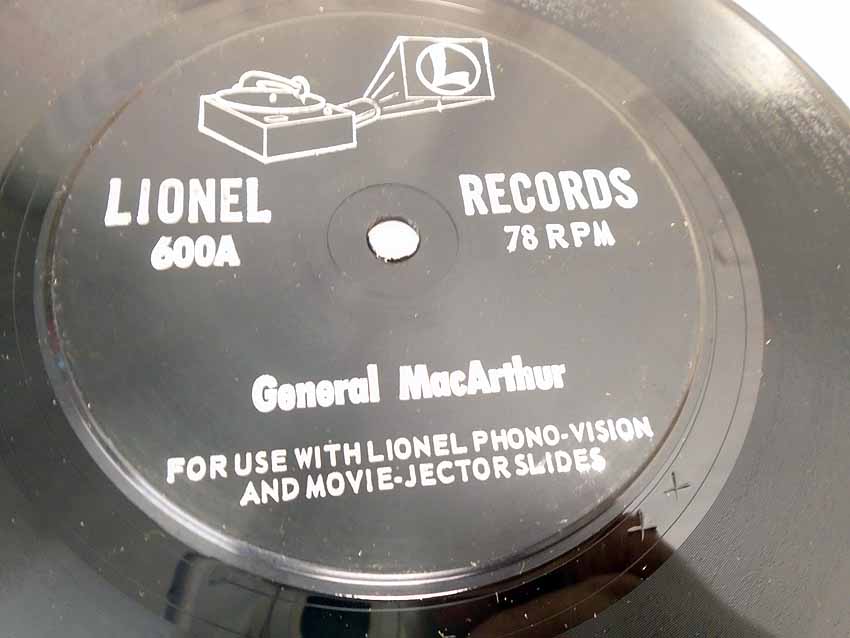 L
LIONEL RECORDS
600A 78 RPM
General MacArthur
FOR USE WITH LIONEL PHONO-VISION
AND MOVIE-JECTOR SLIDES